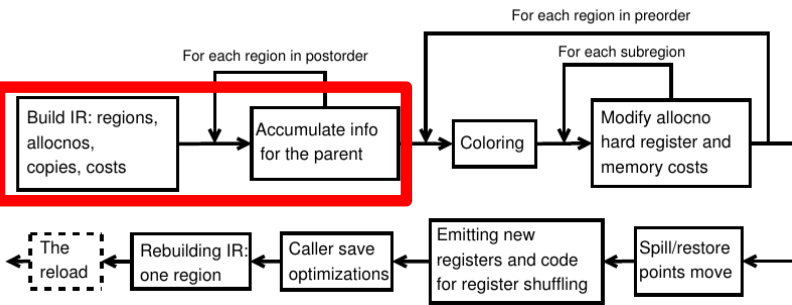 For each region in preorder
For each region in postorder
For each subregion
Build IR: regions,
allocnos,
copies, costs
Accumulate info
for the parent
Coloring
Modify allocno
hard register and
memory costs
The
reload
Rebuilding IR:
one region
Caller save
optimizations
Emitting new
registers and code
for register shuffling
Spill/restore
points move